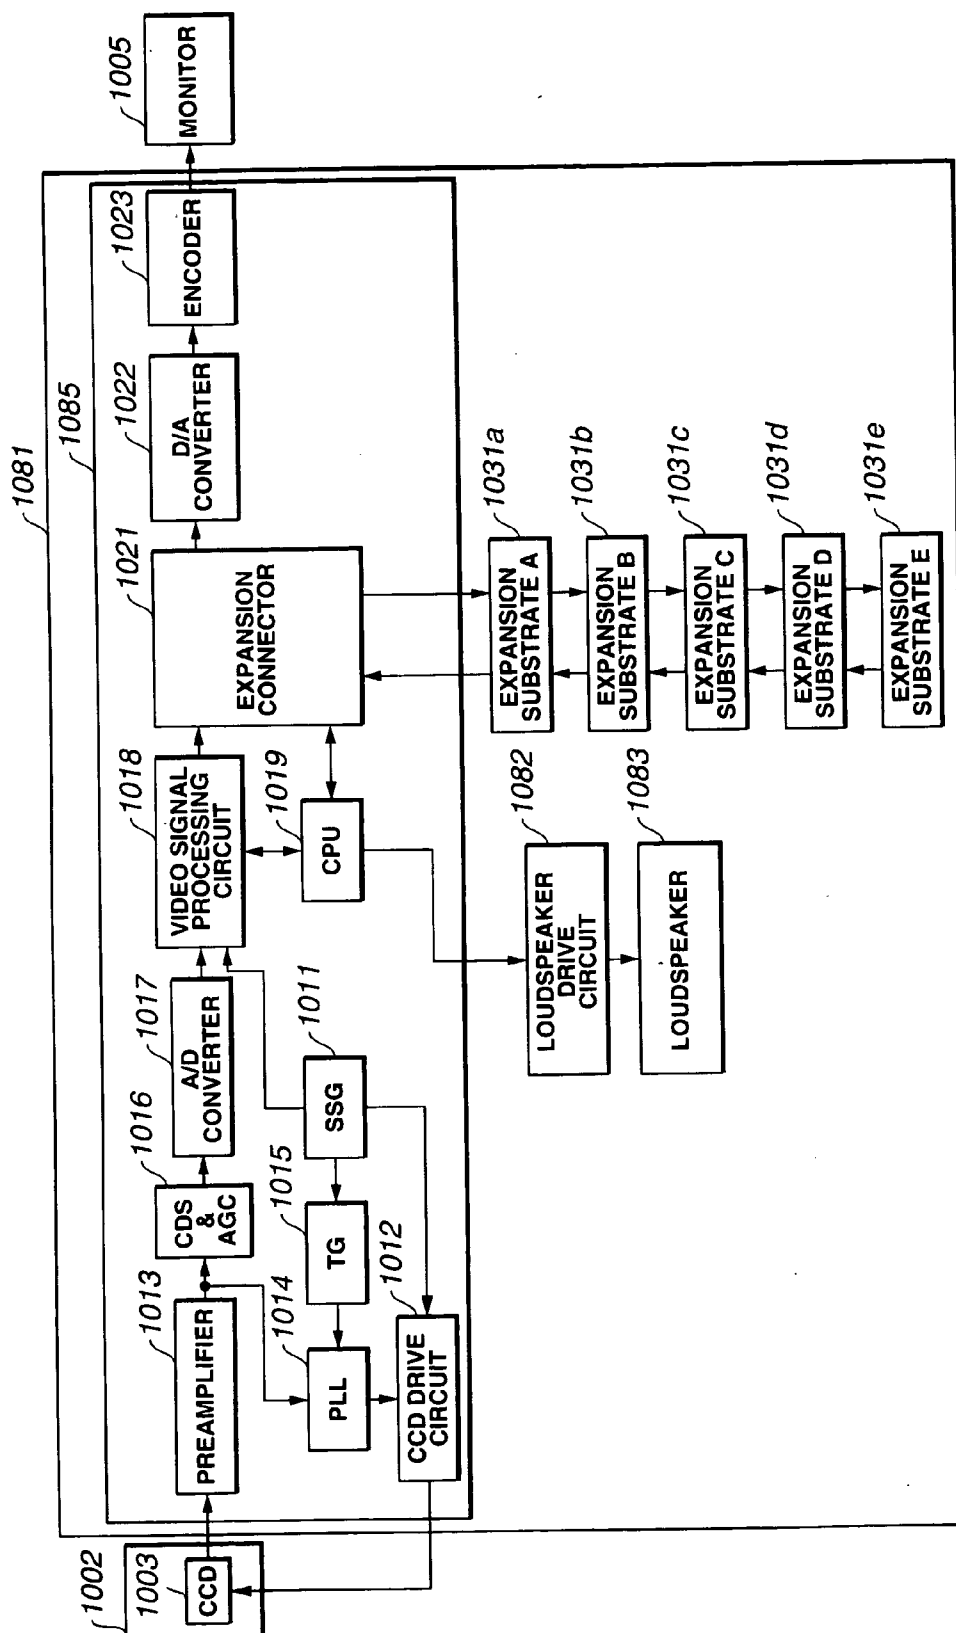 1081
1085
1002
1003
CCD
1013
PREAMPLIFIER
1016
CDS
&
AGC
1017
A/D
CONVERTER
1018
VIDEO SIGNAL
PROCESSING
CIRCUIT
1021
EXPANSION
CONNECTOR
1022
D/A
CONVERTER
1023
ENCODER
1005
MONITOR
1014
PLL
1015
TG
1011
SSG
1019
CPU
1012
CCD DRIVE
CIRCUIT
1082
LOUDSPEAKER
DRIVE
CIRCUIT
1083
LOUDSPEAKER
1031a
EXPANSION
SUBSTRATE A
1031b
EXPANSION
SUBSTRATE B
1031c
EXPANSION
SUBSTRATE C
1031d
EXPANSION
SUBSTRATE D
1031e
EXPANSION
SUBSTRATE E